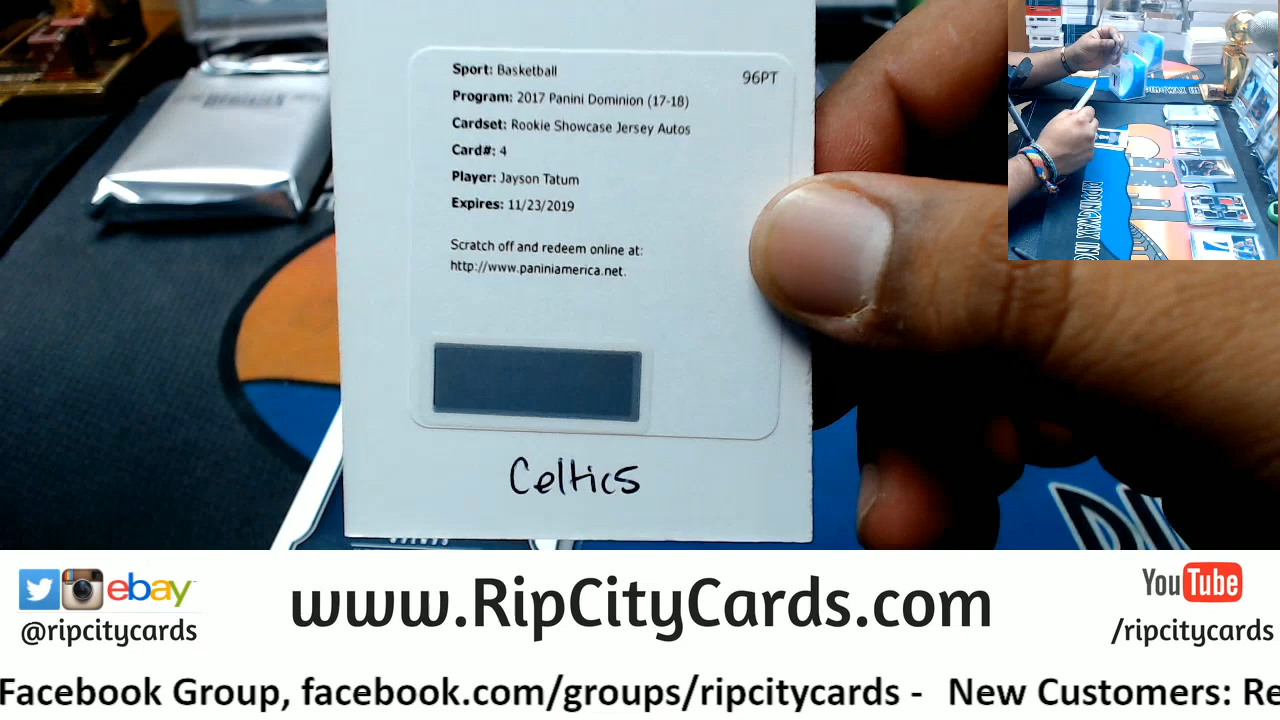 Sport: Basketball
96PT
Program: 2017 Panini Dominion (17-18)
Cardset: Rookie Showcase Jersey Autos
Card#: 4
Player: Jayson Tatum
Expires: 11/23/2019
Scratch off and redeem online at:
http://www.paniniamerica.net.
Celtics
ebay
@ripcitycards
www.RipCityCards.com
YouTube
/ripcitycards
Facebook Group, facebook.com/groups/ripcitycards - New Customers: Re